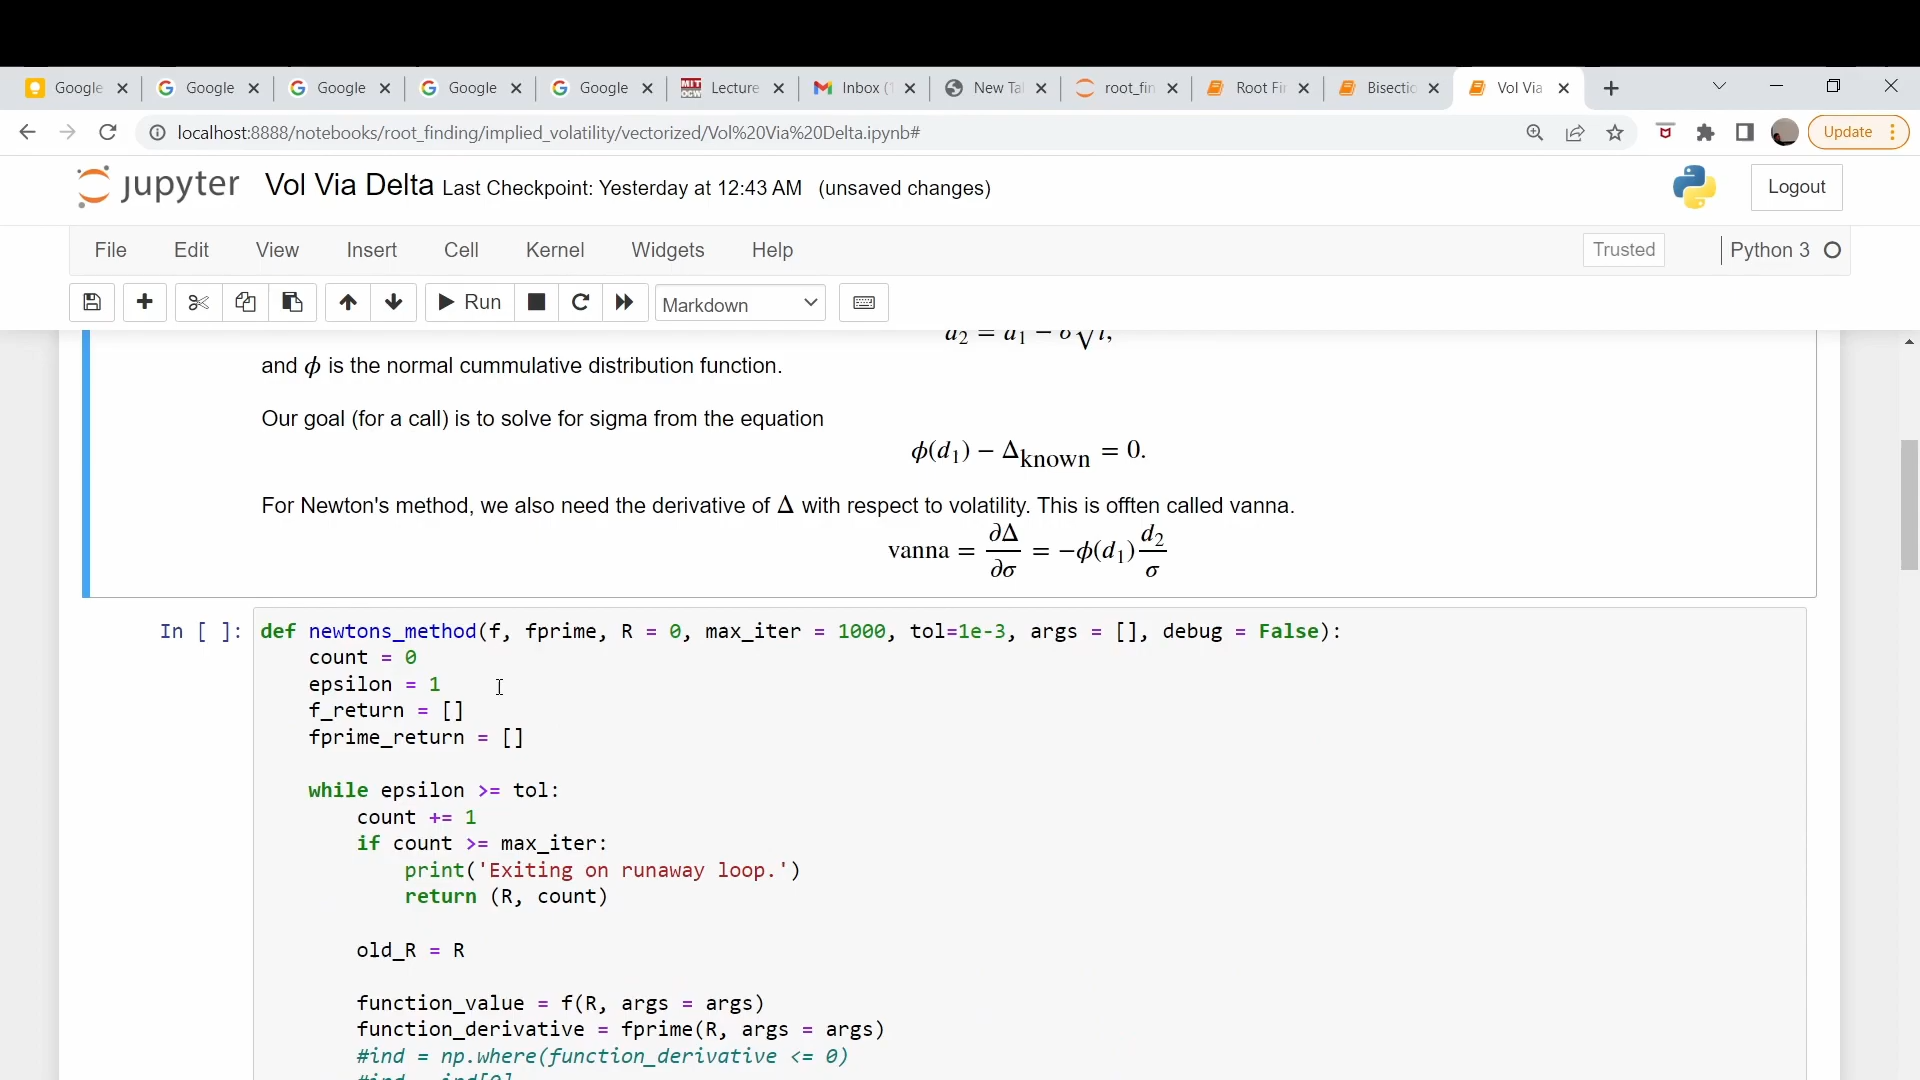 Google
Google
Google
Google
Google
MIT OCW
Lecture
Inbox (
New Ta
root_fin
Root Fi
Bisectio
Vol Via
localhost:8888/notebooks/root_finding/implied_volatility/vectorized/Vol%20Via%20Delta.ipynb#
Update
jupyter Vol Via Delta Last Checkpoint: Yesterday at 12:43 AM (unsaved changes)
Logout
File Edit View Insert Cell Kernel Widgets Help
Trusted
Python 3
Run
Markdown
d₂ = d₁ − σ√t,
and ϕ is the normal cummulative distribution function.
Our goal (for a call) is to solve for sigma from the equation
ϕ(d₁) − Δknown = 0.
For Newton's method, we also need the derivative of Δ with respect to volatility. This is offten called vanna.
vanna = ∂Δ/∂σ = −ϕ(d₁) d₂/σ
In [ ]: def newtons_method(f, fprime, R = 0, max_iter = 1000, tol=1e-3, args = [], debug = False):
count = 0
epsilon = 1
f_return = []
fprime_return = []
while epsilon >= tol:
count += 1
if count >= max_iter:
print('Exiting on runaway loop.')
return (R, count)
old_R = R
function_value = f(R, args = args)
function_derivative = fprime(R, args = args)
#ind = np.where(function_derivative <= 0)
#ind = ind[0]